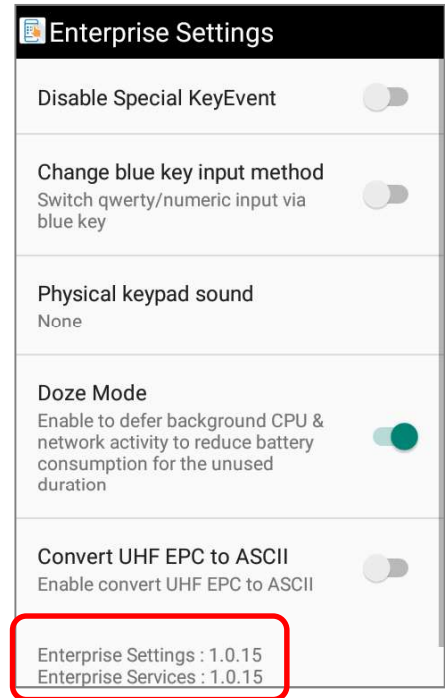 Enterprise Settings
Disable Special KeyEvent
Change blue key input method
Switch qwerty/numeric input via
blue key
Physical keypad sound
None
Doze Mode
Enable to defer background CPU &
network activity to reduce battery
consumption for the unused
duration
Convert UHF EPC to ASCII
Enable convert UHF EPC to ASCII
Enterprise Settings : 1.0.15
Enterprise Services : 1.0.15